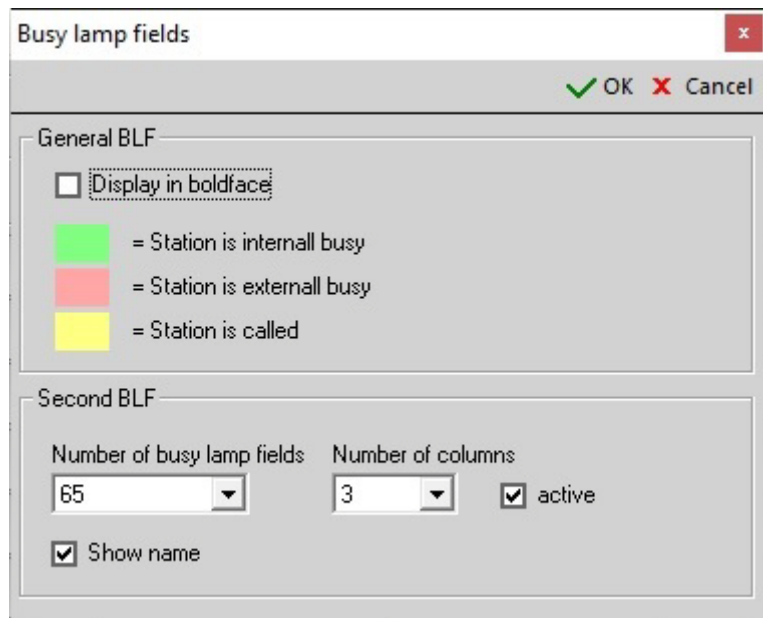 Busy lamp fields
x
OK X Cancel
General BLF
Display in boldface
= Station is internall busy
= Station is externall busy
= Station is called
Second BLF
Number of busy lamp fields Number of columns
65 3 active
Show name